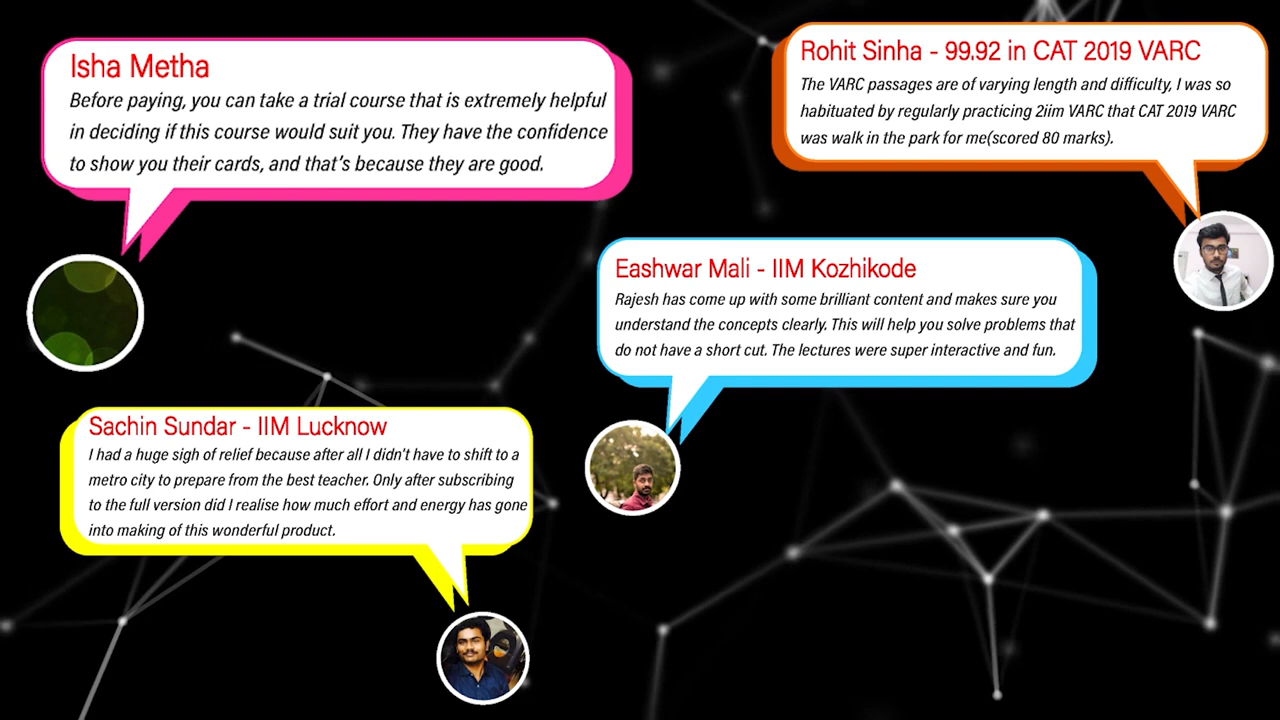 Isha Metha
Before paying, you can take a trial course that is extremely helpful
in deciding if this course would suit you. They have the confidence
to show you their cards, and that's because they are good.
Rohit Sinha - 99.92 in CAT 2019 VARC
The VARC passages are of varying length and difficulty, I was so
habituated by regularly practicing 2iim VARC that CAT 2019 VARC
was walk in the park for me(scored 80 marks).
Eashwar Mali - IIM Kozhikode
Rajesh has come up with some brilliant content and makes sure you
understand the concepts clearly. This will help you solve problems that
do not have a short cut. The lectures were super interactive and fun.
Sachin Sundar - IIM Lucknow
I had a huge sigh of relief because after all I didn't have to shift to a
metro city to prepare from the best teacher. Only after subscribing
to the full version did I realise how much effort and energy has gone
into making of this wonderful product.